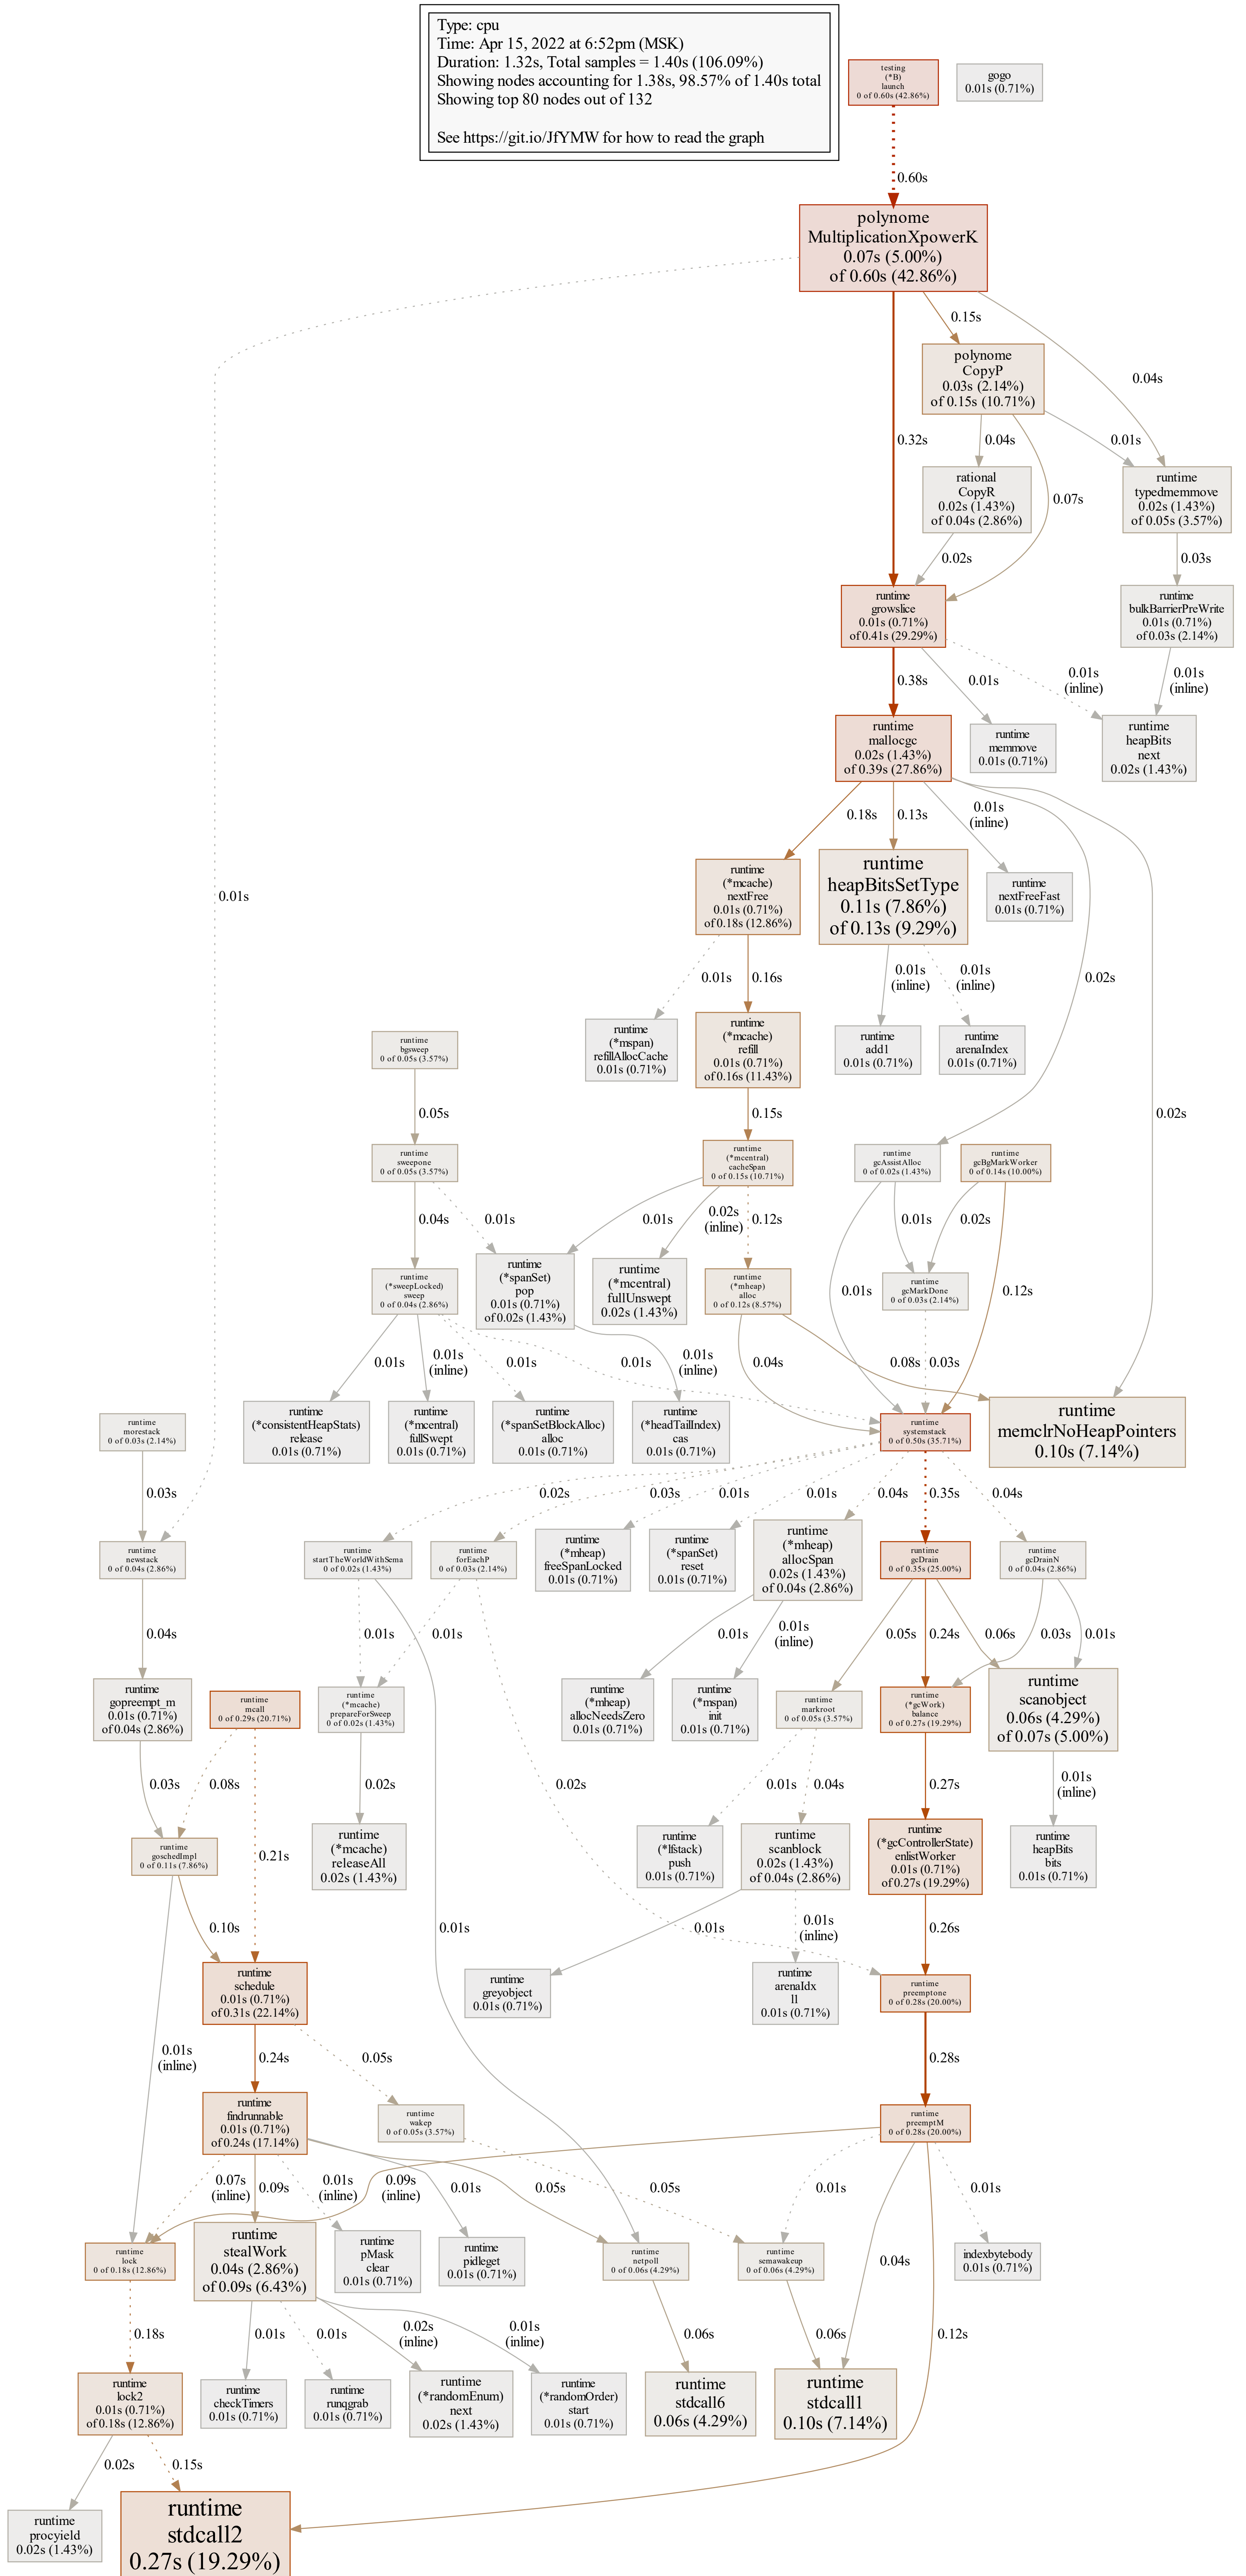 Type: cpu
Time: Apr 15, 2022 at 6:52pm (MSK)
Duration: 1.32s, Total samples = 1.40s (106.09%)
Showing nodes accounting for 1.38s, 98.57% of 1.40s total
Showing top 80 nodes out of 132
See https://git.io/JfYMW for how to read the graph
testing
(*B)
launch
0 of 0.60s (42.86%)
gogo
0.01s (0.71%)
0.60s
polynome
MultiplicationXpowerK
0.07s (5.00%)
of 0.60s (42.86%)
0.15s
polynome
CopyP
0.03s (2.14%)
of 0.15s (10.71%)
0.04s
0.32s
0.04s
0.01s
rational
CopyR
0.02s (1.43%)
of 0.04s (2.86%)
0.07s
runtime
typedmemmove
0.02s (1.43%)
of 0.05s (3.57%)
0.02s
0.03s
runtime
growslice
0.01s (0.71%)
of 0.41s (29.29%)
runtime
bulkBarrierPreWrite
0.01s (0.71%)
of 0.03s (2.14%)
0.38s
0.01s
0.01s
(inline)
0.01s
(inline)
runtime
mallocgc
0.02s (1.43%)
of 0.39s (27.86%)
runtime
memmove
0.01s (0.71%)
runtime
heapBits
next
0.02s (1.43%)
0.18s
0.13s
0.01s
(inline)
runtime
(*mcache)
nextFree
0.01s (0.71%)
of 0.18s (12.86%)
runtime
heapBitsSetType
0.11s (7.86%)
of 0.13s (9.29%)
runtime
nextFreeFast
0.01s (0.71%)
0.01s
0.01s
0.16s
0.01s
(inline)
0.01s
(inline)
0.02s
runtime
(*mspan)
refillAllocCache
0.01s (0.71%)
runtime
(*mcache)
refill
0.01s (0.71%)
of 0.16s (11.43%)
runtime
add1
0.01s (0.71%)
runtime
arenaIndex
0.01s (0.71%)
runtime
bgsweep
0 of 0.05s (3.57%)
0.05s
0.15s
0.02s
runtime
sweepone
0 of 0.05s (3.57%)
runtime
(*mcentral)
cacheSpan
0 of 0.15s (10.71%)
runtime
gcAssistAlloc
0 of 0.02s (1.43%)
runtime
gcBgMarkWorker
0 of 0.14s (10.00%)
0.04s
0.01s
0.01s
0.02s
(inline)
0.12s
0.01s
0.02s
runtime
(*sweepLocked)
sweep
0 of 0.04s (2.86%)
runtime
(*spanSet)
pop
0.01s (0.71%)
of 0.02s (1.43%)
runtime
(*mcentral)
fullUnswept
0.02s (1.43%)
runtime
(*mheap)
alloc
0 of 0.12s (8.57%)
0.01s
runtime
gcMarkDone
0 of 0.03s (2.14%)
0.12s
0.01s
0.01s
(inline)
0.01s
0.01s
0.01s
(inline)
0.04s
0.08s
0.03s
runtime
(*consistentHeapStats)
release
0.01s (0.71%)
runtime
(*mcentral)
fullSwept
0.01s (0.71%)
runtime
(*spanSetBlockAlloc)
alloc
0.01s (0.71%)
runtime
(*headTailIndex)
cas
0.01s (0.71%)
runtime
systemstack
0 of 0.50s (35.71%)
runtime
memclrNoHeapPointers
0.10s (7.14%)
runtime
morestack
0 of 0.03s (2.14%)
0.03s
0.02s
0.03s
0.01s
0.01s
0.04s
0.35s
0.04s
runtime
newstack
0 of 0.04s (2.86%)
runtime
startTheWorldWithSema
0 of 0.02s (1.43%)
runtime
forEachP
0 of 0.03s (2.14%)
runtime
(*mheap)
freeSpanLocked
0.01s (0.71%)
runtime
(*spanSet)
reset
0.01s (0.71%)
runtime
(*mheap)
allocSpan
0.02s (1.43%)
of 0.04s (2.86%)
runtime
gcDrain
0 of 0.35s (25.00%)
runtime
gcDrainN
0 of 0.04s (2.86%)
0.04s
0.01s
0.01s
0.01s
0.01s
(inline)
0.05s
0.24s
0.06s
0.03s
0.01s
runtime
gopreempt_m
0.01s (0.71%)
of 0.04s (2.86%)
runtime
mcall
0 of 0.29s (20.71%)
runtime
(*mcache)
prepareForSweep
0 of 0.02s (1.43%)
runtime
(*mheap)
allocNeedsZero
0.01s (0.71%)
runtime
(*mspan)
init
0.01s (0.71%)
runtime
markroot
0 of 0.05s (3.57%)
runtime
(*gcWork)
balance
0 of 0.27s (19.29%)
runtime
scanobject
0.06s (4.29%)
of 0.07s (5.00%)
0.03s
0.08s
0.02s
0.02s
0.01s
0.04s
0.27s
0.01s
(inline)
runtime
goschedImpl
0 of 0.11s (7.86%)
0.21s
runtime
(*mcache)
releaseAll
0.02s (1.43%)
runtime
(*lfstack)
push
0.01s (0.71%)
runtime
scanblock
0.02s (1.43%)
of 0.04s (2.86%)
runtime
(*gcControllerState)
enlistWorker
0.01s (0.71%)
of 0.27s (19.29%)
runtime
heapBits
bits
0.01s (0.71%)
0.10s
0.01s
0.01s
0.01s
(inline)
0.26s
runtime
schedule
0.01s (0.71%)
of 0.31s (22.14%)
runtime
greyobject
0.01s (0.71%)
runtime
arenaIdx
l1
0.01s (0.71%)
runtime
preemptone
0 of 0.28s (20.00%)
0.01s
(inline)
0.24s
0.05s
0.28s
runtime
findrunnable
0.01s (0.71%)
of 0.24s (17.14%)
runtime
wakep
0 of 0.05s (3.57%)
runtime
preemptM
0 of 0.28s (20.00%)
0.07s
(inline)
0.09s
0.01s
(inline)
0.09s
(inline)
0.01s
0.05s
0.05s
0.01s
0.01s
runtime
lock
0 of 0.18s (12.86%)
runtime
stealWork
0.04s (2.86%)
of 0.09s (6.43%)
runtime
pMask
clear
0.01s (0.71%)
runtime
pidleget
0.01s (0.71%)
runtime
netpoll
0 of 0.06s (4.29%)
runtime
semawakeup
0 of 0.06s (4.29%)
0.04s
indexbytebody
0.01s (0.71%)
0.18s
0.01s
0.01s
0.02s
(inline)
0.01s
(inline)
0.06s
0.06s
0.12s
runtime
lock2
0.01s (0.71%)
of 0.18s (12.86%)
runtime
checkTimers
0.01s (0.71%)
runtime
runqgrab
0.01s (0.71%)
runtime
(*randomEnum)
next
0.02s (1.43%)
runtime
(*randomOrder)
start
0.01s (0.71%)
runtime
stdcall6
0.06s (4.29%)
runtime
stdcall1
0.10s (7.14%)
0.02s
0.15s
runtime
procyield
0.02s (1.43%)
runtime
stdcall2
0.27s (19.29%)